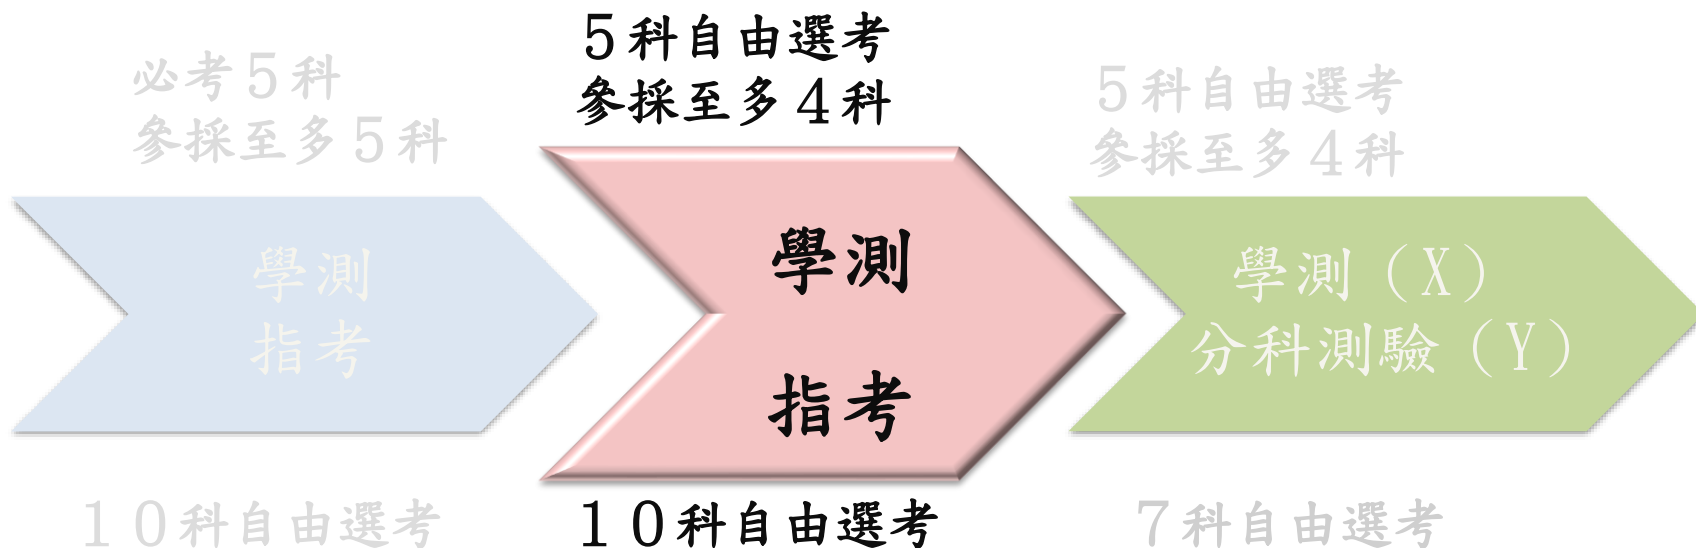 必考5科
參採至多5科
學測
指考
10科自由選考
5科自由選考
參採至多4科
學測
指考
10科自由選考
5科自由選考
參採至多4科
學測（X）
分科測驗（Y）
7科自由選考